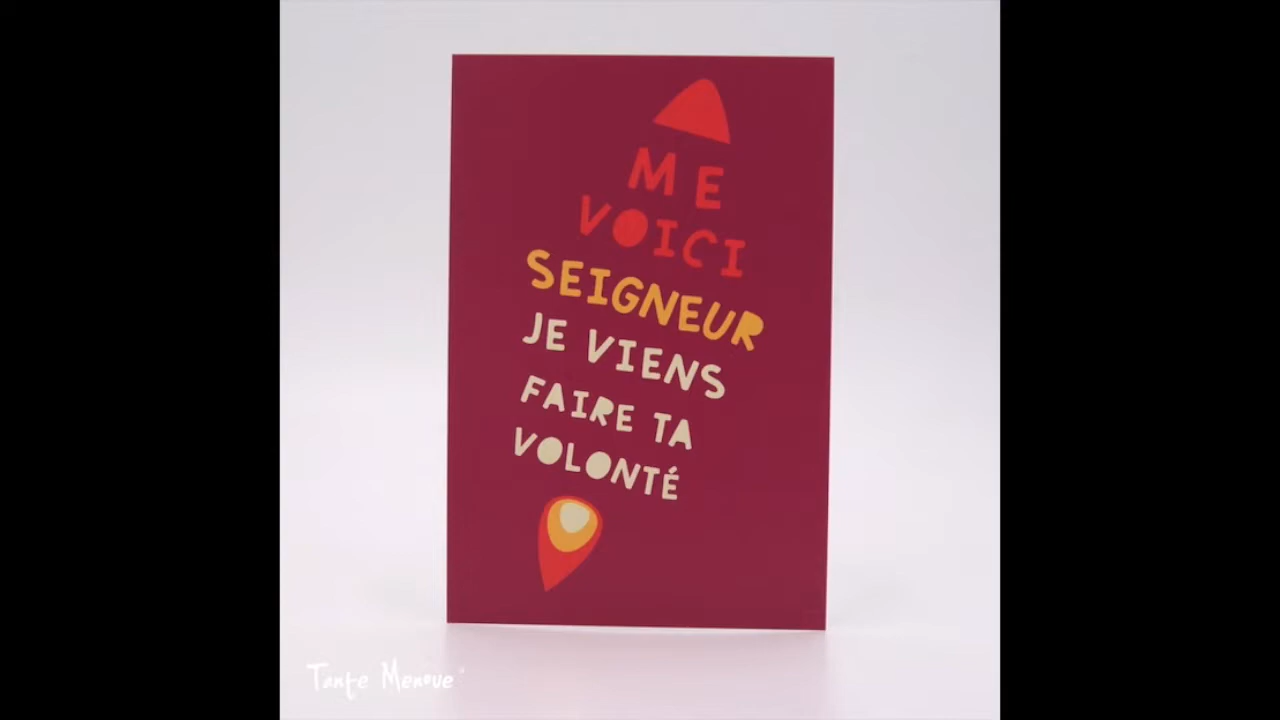 ME
VOICI
SEIGNEUR
JE VIENS
FAIRE TA
VOLONTÉ
Tante Menoue